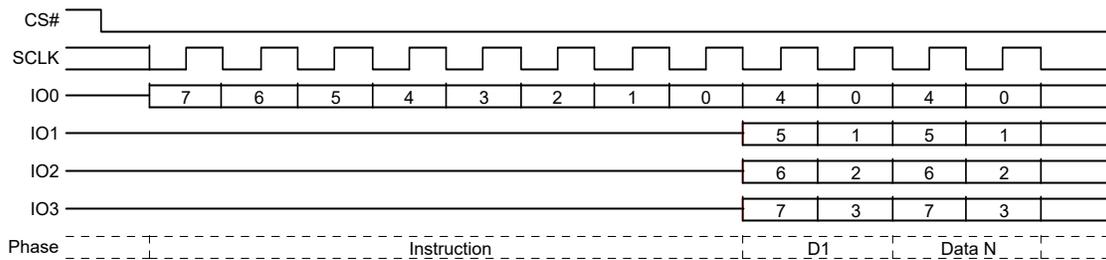 CS#
SCLK
IO0 7 6 5 4 3 2 1 0 4 0 4 0
IO1 5 1 5 1
IO2 6 2 6 2
IO3 7 3 7 3
Phase Instruction D1 Data N